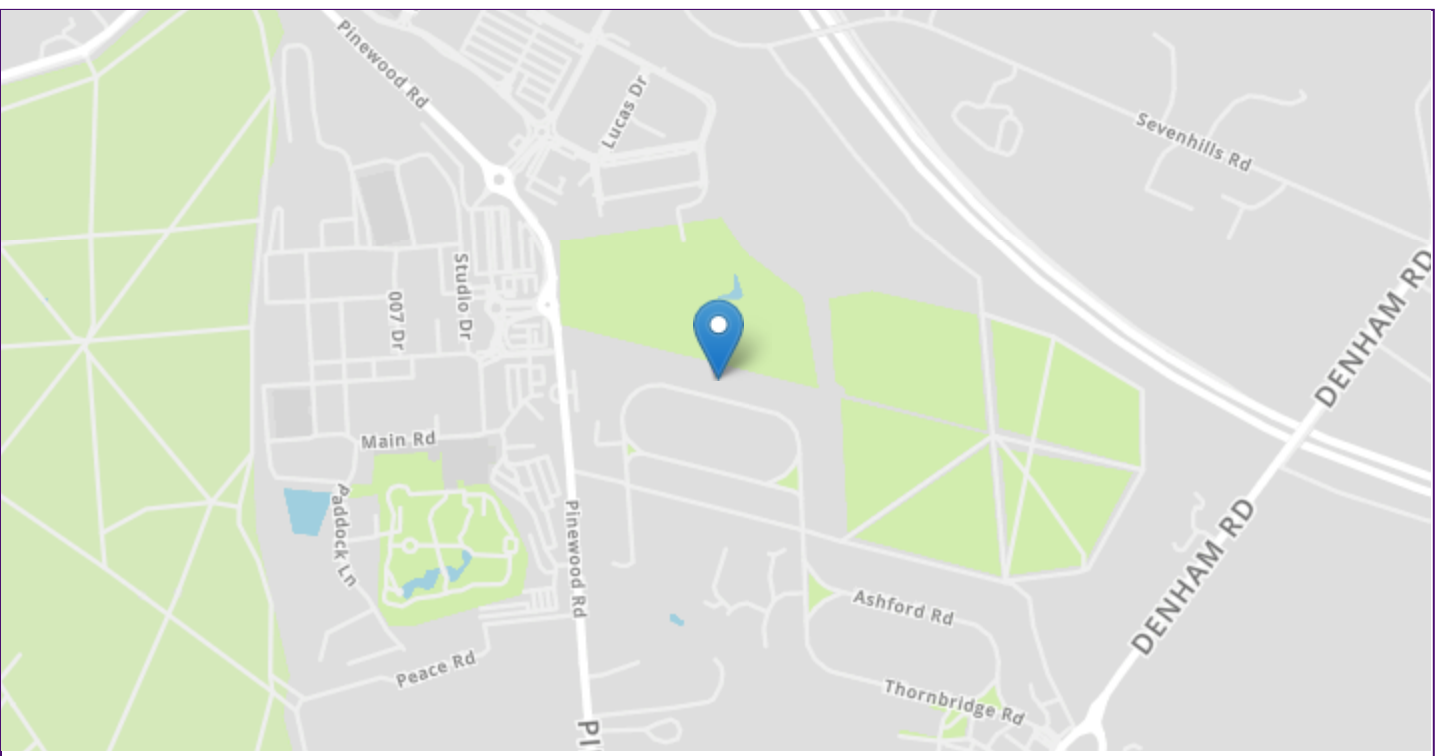 Pinewood Rd
Lucas Dr
Sevenhills Rd
Studio Dr
007 Dr
DENHAM RD
Main Rd
Paddock Ln
Pinewood Rd
DENHAM RD
Ashford Rd
Peace Rd
Thornbridge Rd
PI